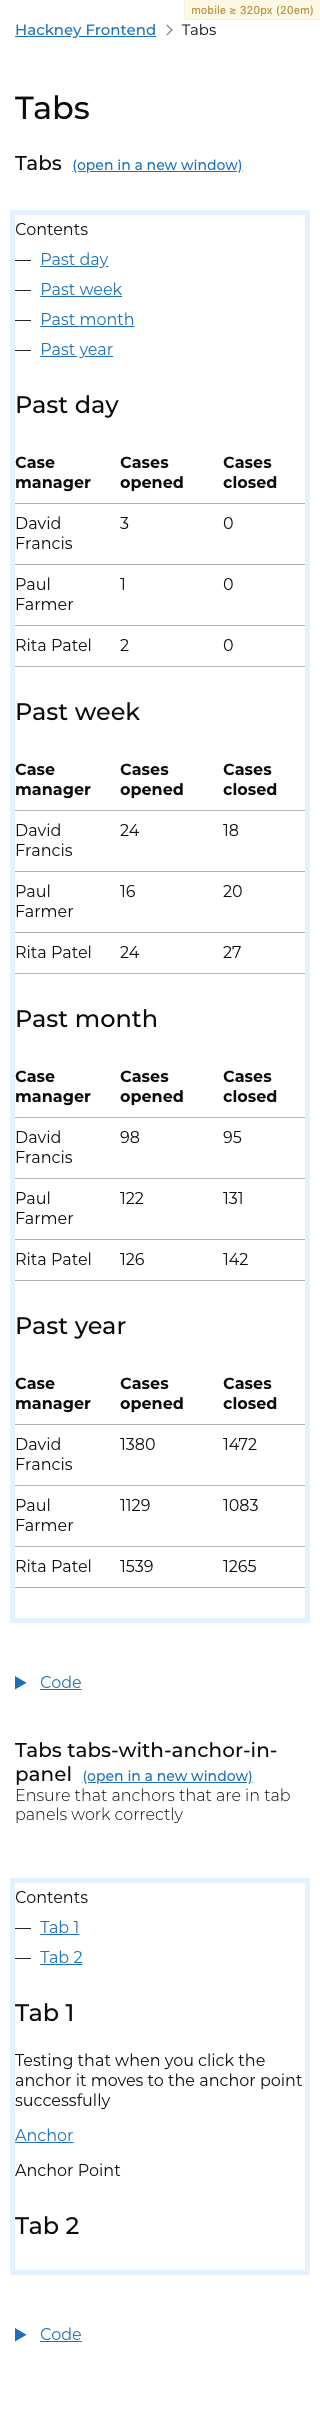 mobile ≥ 320px (20em)
Hackney Frontend > Tabs
Tabs
Tabs (open in a new window)
Contents
— Past day
— Past week
— Past month
— Past year
Past day
Case manager Cases opened Cases closed
David Francis 3 0
Paul Farmer 1 0
Rita Patel 2 0
Past week
Case manager Cases opened Cases closed
David Francis 24 18
Paul Farmer 16 20
Rita Patel 24 27
Past month
Case manager Cases opened Cases closed
David Francis 98 95
Paul Farmer 122 131
Rita Patel 126 142
Past year
Case manager Cases opened Cases closed
David Francis 1380 1472
Paul Farmer 1129 1083
Rita Patel 1539 1265
Code
Tabs tabs-with-anchor-in-
panel (open in a new window)
Ensure that anchors that are in tab
panels work correctly
Contents
— Tab 1
— Tab 2
Tab 1
Testing that when you click the
anchor it moves to the anchor point
successfully
Anchor
Anchor Point
Tab 2
Code